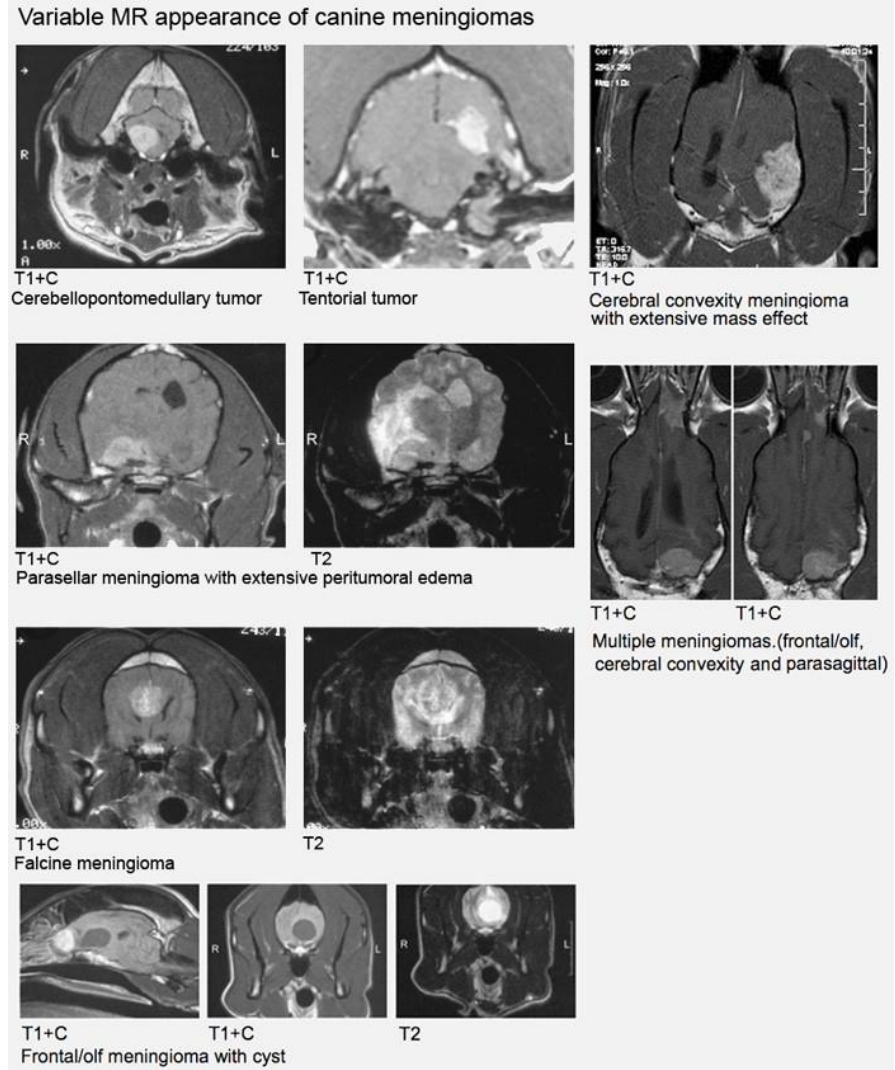 Variable MR appearance of canine meningiomas
R
L
1.00x
A
T1+C
Cerebellopontomedullary tumor
T1+C
Tentorial tumor
256 x 256
T1+C
Cerebral convexity meningioma
with extensive mass effect
R
L
T1+C
L
T2
Parasellar meningioma with extensive peritumoral edema
T1+C
T1+C
Multiple meningiomas.(frontal/olf,
cerebral convexity and parasagittal)
T1+C
Falcine meningioma
T2
T1+C
R
L
T1+C
R
L
T2
Frontal/olf meningioma with cyst